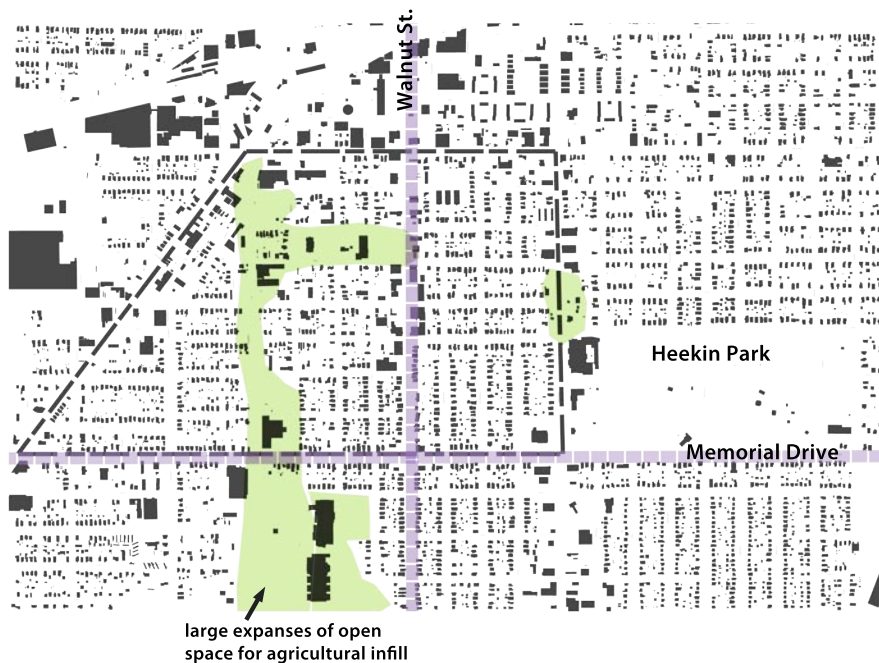 Walnut St.
Heekin Park
Memorial Drive
large expanses of open
space for agricultural infill